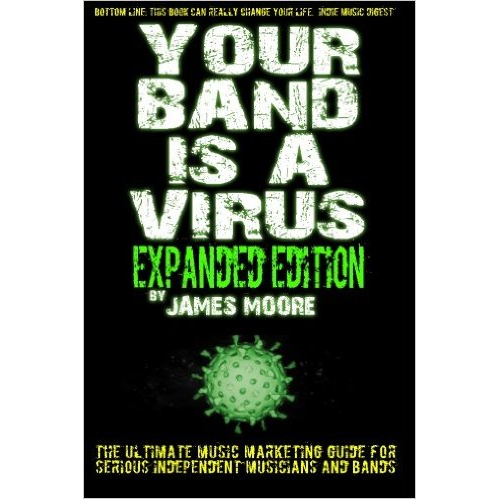 BOTTOM LINE, THIS BOOK CAN REALLY CHANGE YOUR LIFE. INDIE MUSIC DIGEST
YOUR
BAND
IS A
VIRUS
EXPANDED EDITION
BY JAMES MOORE
THE ULTIMATE MUSIC MARKETING GUIDE FOR
SERIOUS INDEPENDENT MUSICIANS AND BANDS